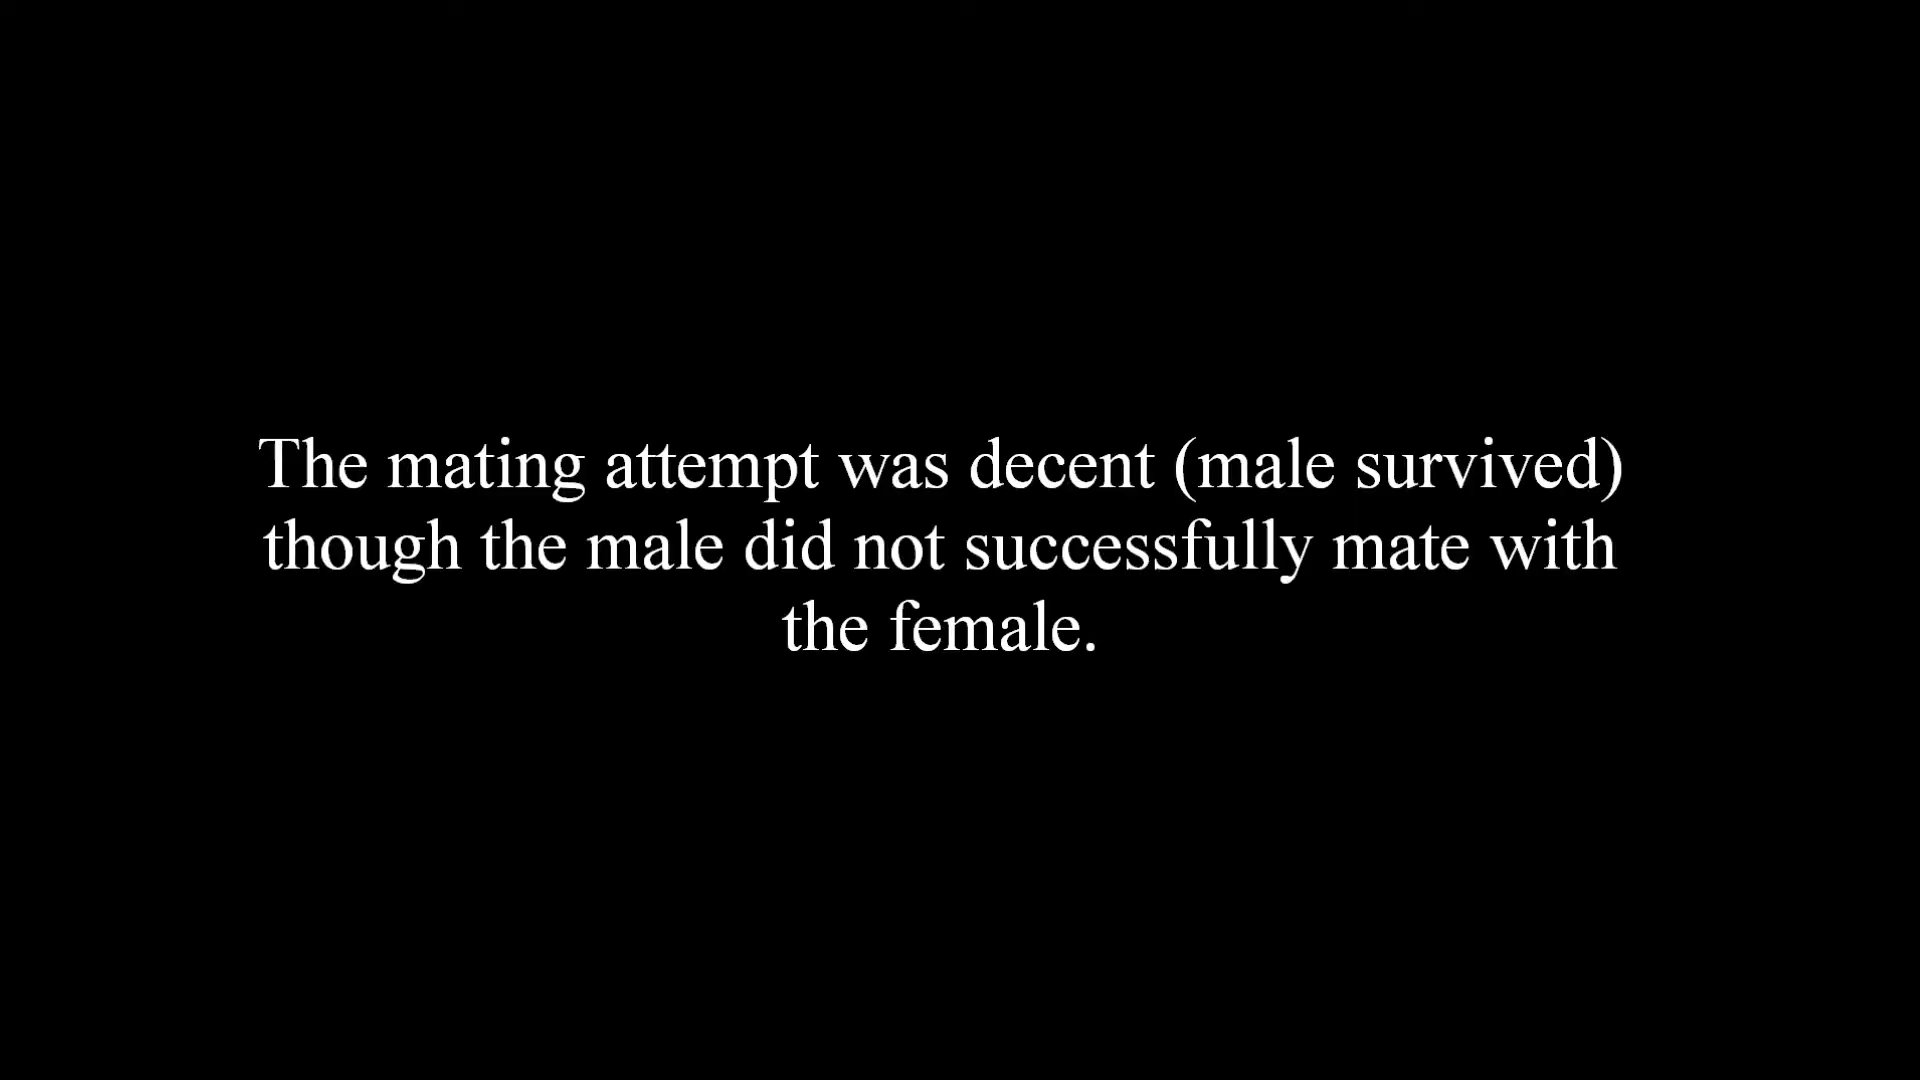 The mating attempt was decent (male survived)
though the male did not successfully mate with
the female.